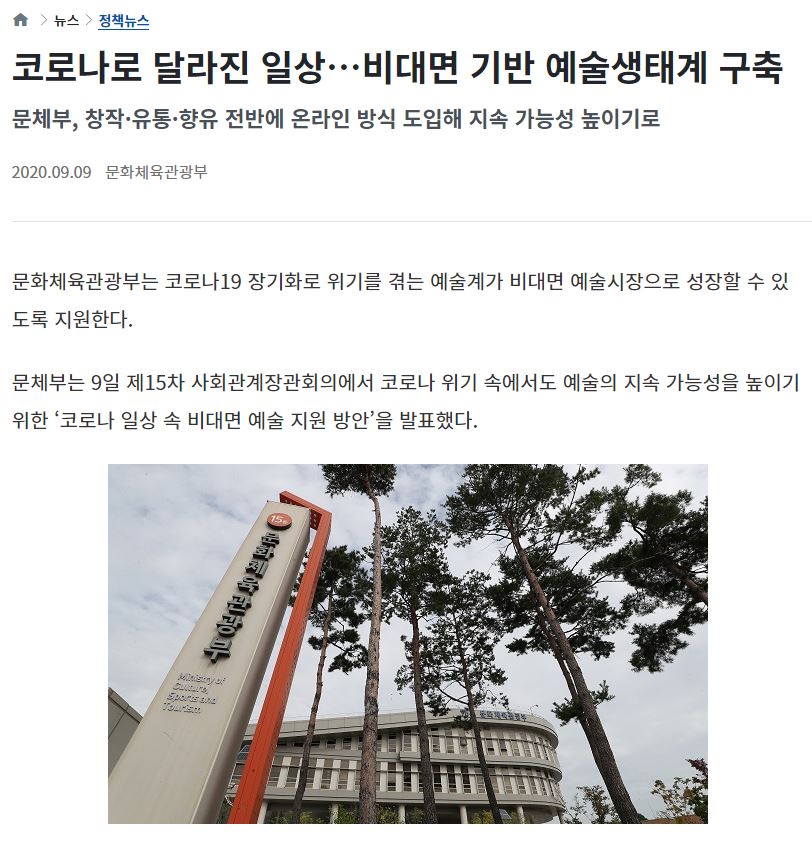 뉴스 정책뉴스
코로나로 달라진 일상…비대면 기반 예술생태계 구축
문체부, 창작·유통·향유 전반에 온라인 방식 도입해 지속 가능성 높이기로
2020.09.09 문화체육관광부
문화체육관광부는 코로나19 장기화로 위기를 겪는 예술계가 비대면 예술시장으로 성장할 수 있
도록 지원한다.
문체부는 9일 제15차 사회관계장관회의에서 코로나 위기 속에서도 예술의 지속 가능성을 높이기
위한 ‘코로나 일상 속 비대면 예술 지원 방안’을 발표했다.
15동
문화체육관광부
Ministry of
Culture,
Sports and
Tourism
문화체육관광부